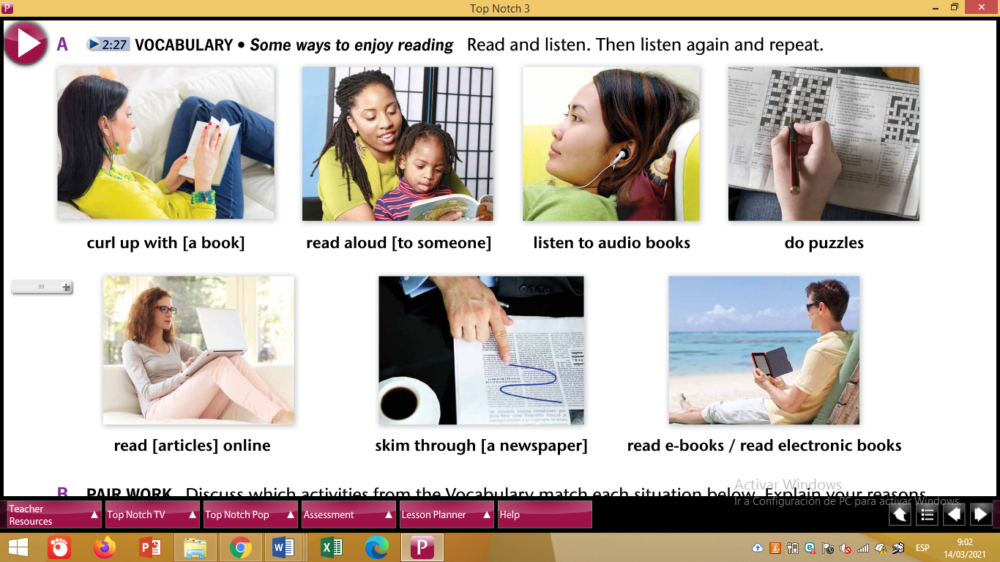 Top Notch 3
A 2:27 VOCABULARY • Some ways to enjoy reading Read and listen. Then listen again and repeat.
curl up with [a book]
read aloud [to someone]
listen to audio books
do puzzles
read [articles] online
skim through [a newspaper]
read e-books / read electronic books
B PAIR WORK Discuss which activities from the Vocabulary match each situation below. Explain your reasons
Activar Windows
Ir a Configuración de PC para activar Windows.
Teacher
Resources
Top Notch TV
Top Notch Pop
Assessment
Lesson Planner
Help
ESP
9:02
14/03/2021